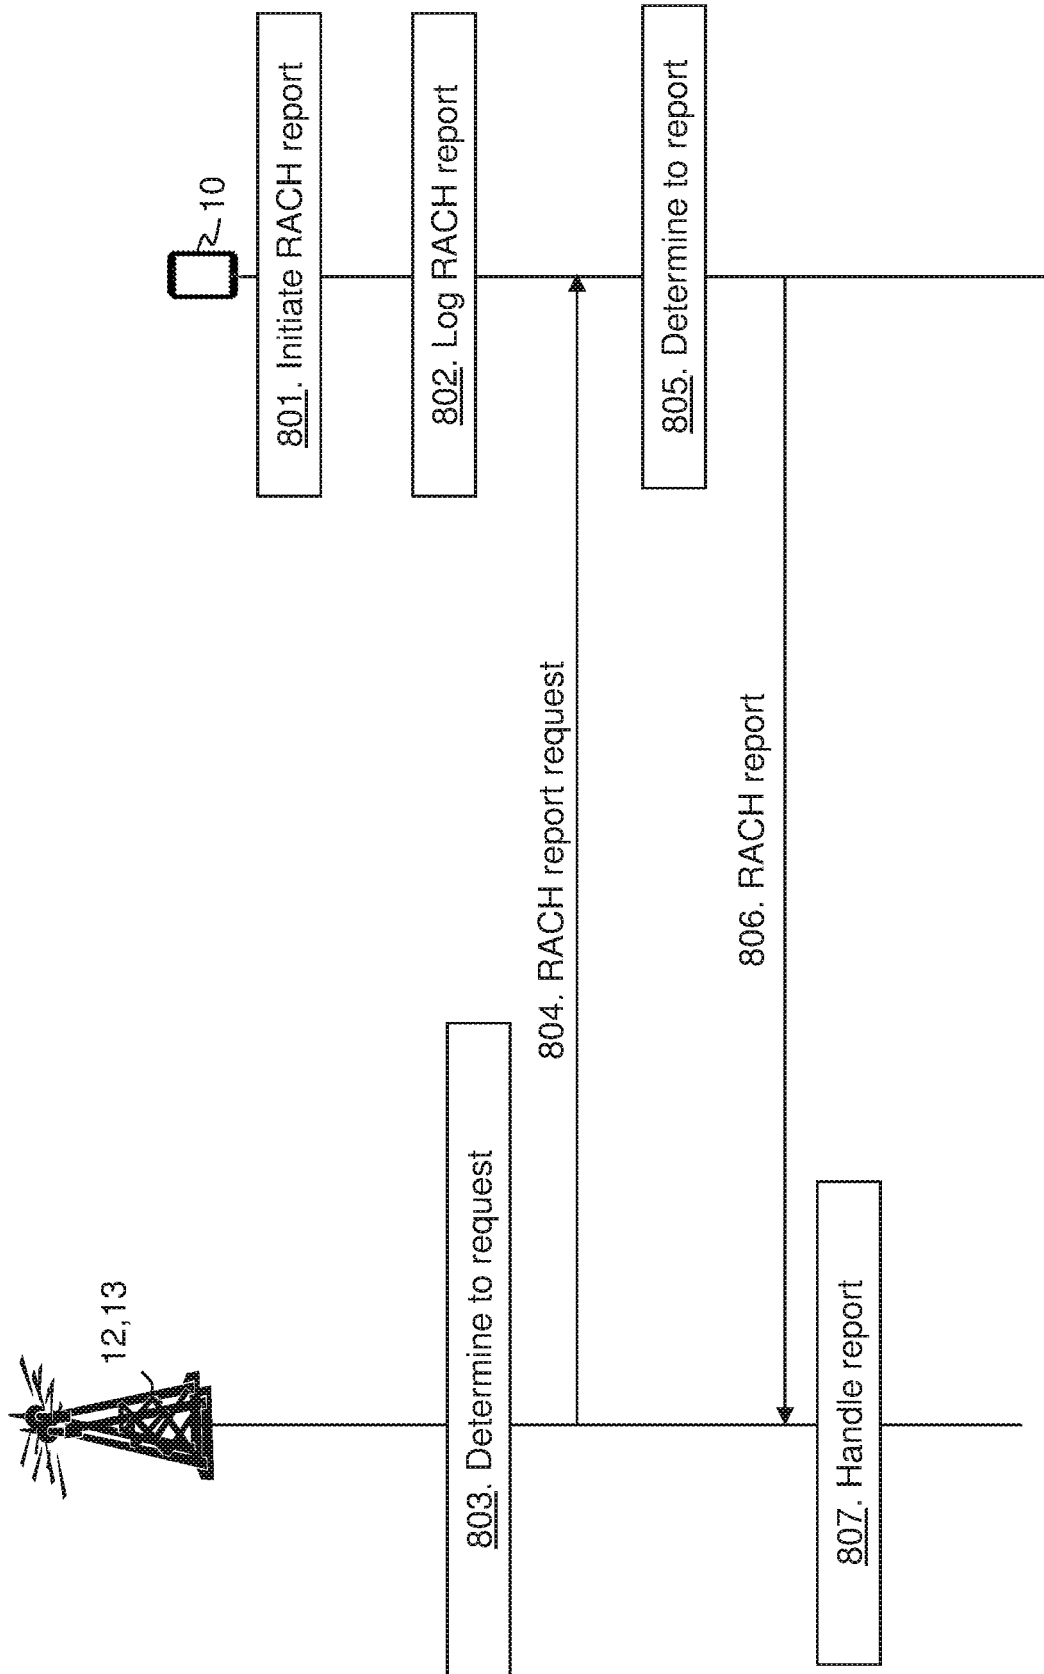 12,13
10
801. Initiate RACH report
802. Log RACH report
803. Determine to request
804. RACH report request
805. Determine to report
806. RACH report
807. Handle report